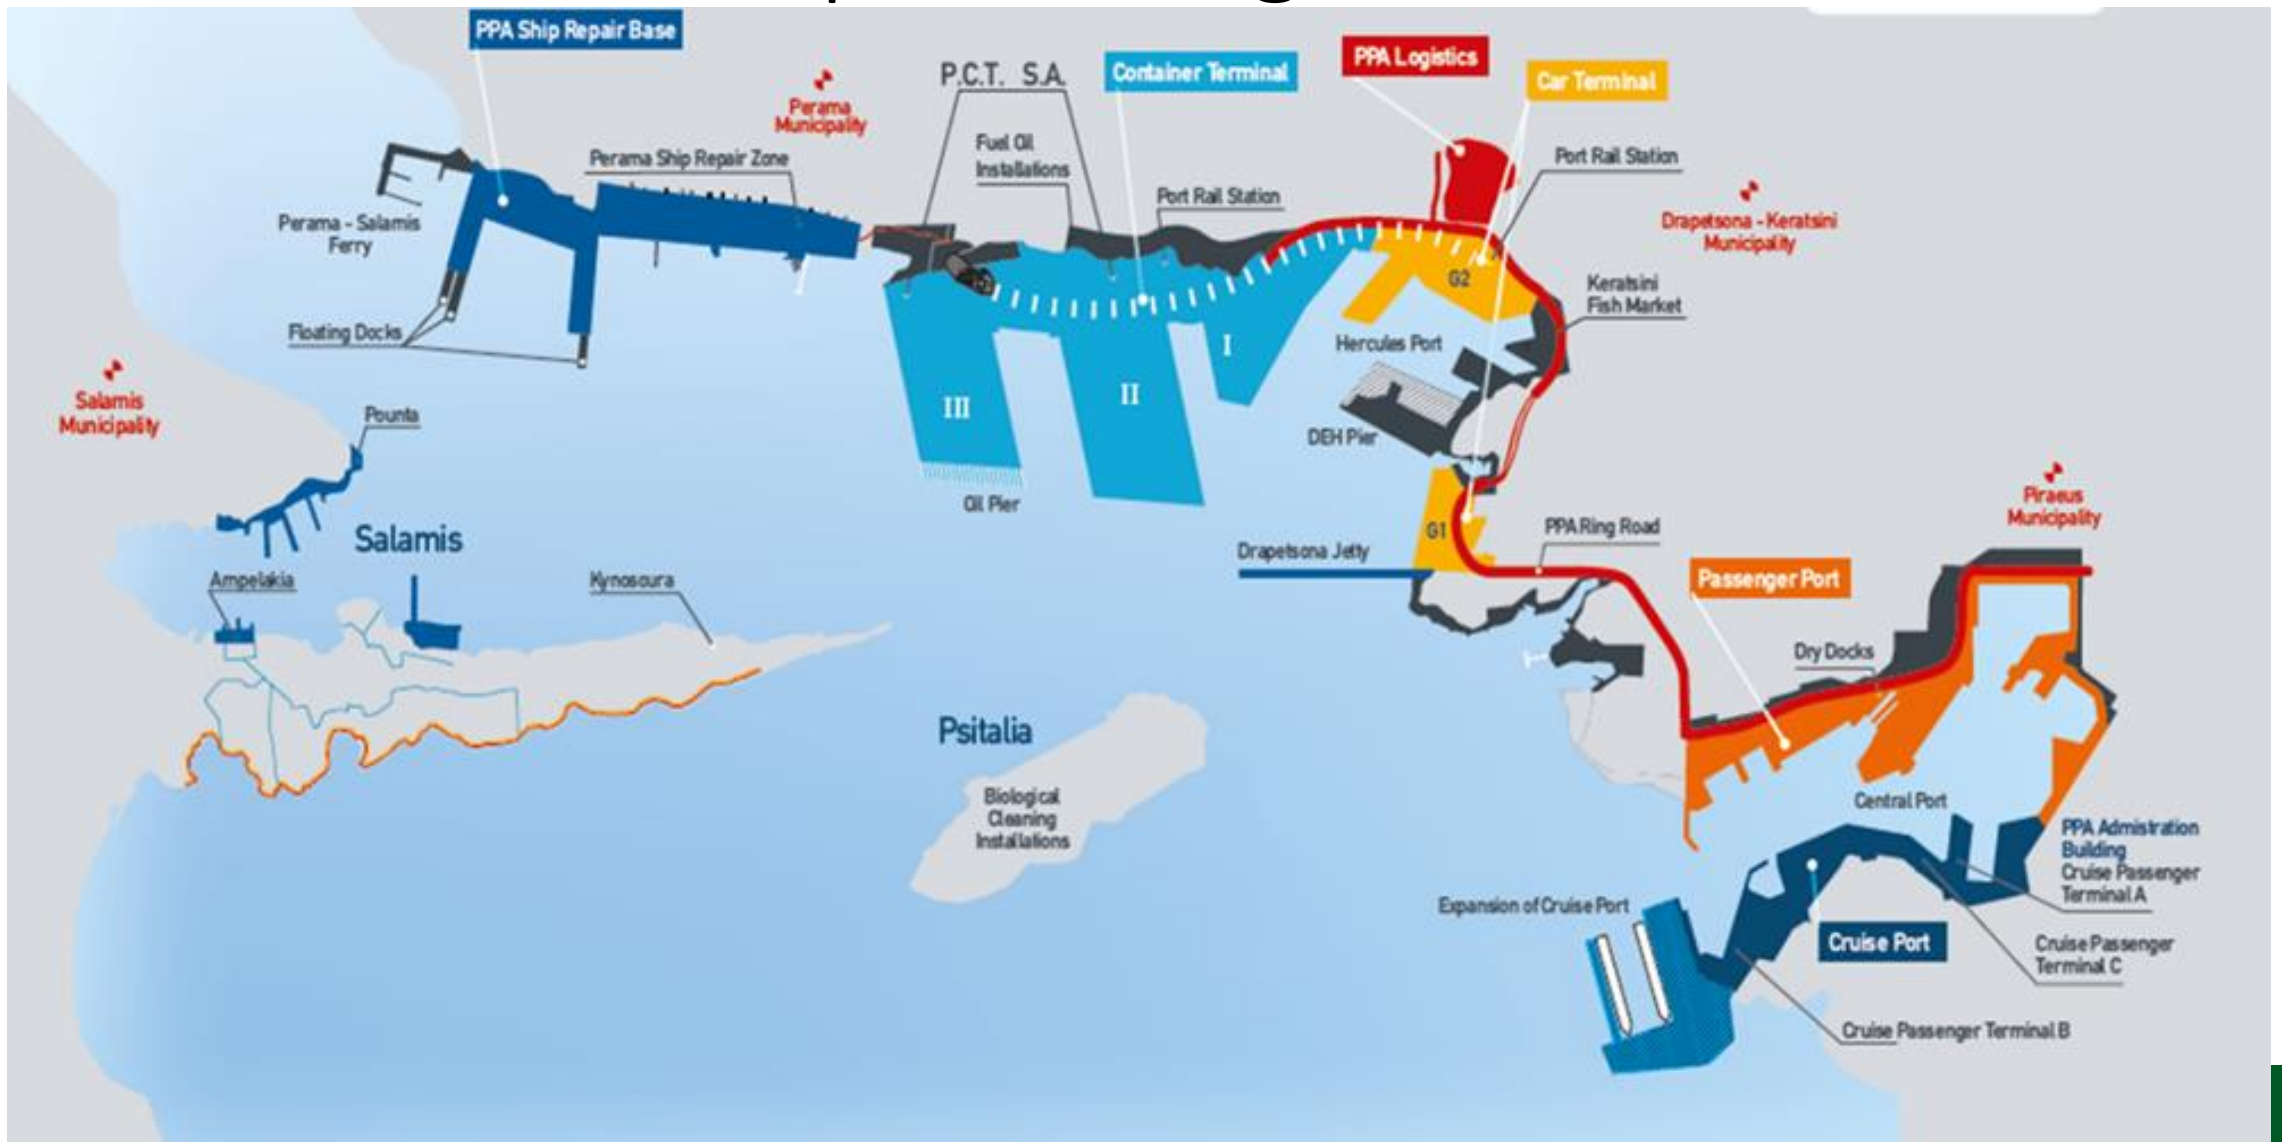 PPA Ship Repair Base
Perama
Municipality
P.C.T. S.A.
Container Terminal
PPA Logistics
Car Terminal
Fuel Oil
Installations
Perama Ship Repair Zone
Port Rail Station
Port Rail Station
Drapetsona - Keratsini
Municipality
Perama - Salamis
Ferry
G2
Keratsini
Fish Market
Floating Docks
Hercules Port
I
II
III
Salamis
Municipality
Pounta
DEH Pier
Oil Pier
Piraeus
Municipality
G1
PPA Ring Road
Salamis
Drapetsona Jetty
Ampelakia
Kynosoura
Passenger Port
Dry Docks
Psitalia
Biological
Cleaning
Installations
Central Port
PPA Admistration
Building
Cruise Passenger
Terminal A
Expansion of Cruise Port
Cruise Port
Cruise Passenger
Terminal C
Cruise Passenger Terminal B